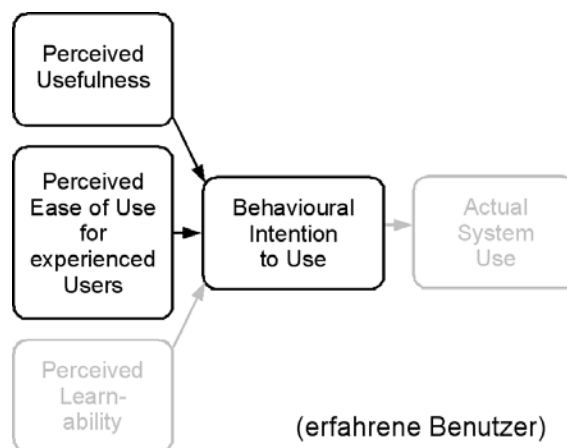 Perceived
Usefulness
Perceived
Ease of Use
for
experienced
Users
Behavioural
Intention
to Use
Actual
System
Use
Perceived
Learn-
ability
(erfahrene Benutzer)